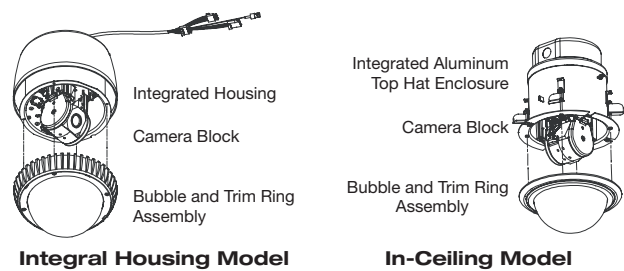 Integrated Housing
Camera Block
Bubble and Trim Ring
Assembly
Integral Housing Model
Integrated Aluminum
Top Hat Enclosure
Camera Block
Bubble and Trim Ring
Assembly
In-Ceiling Model